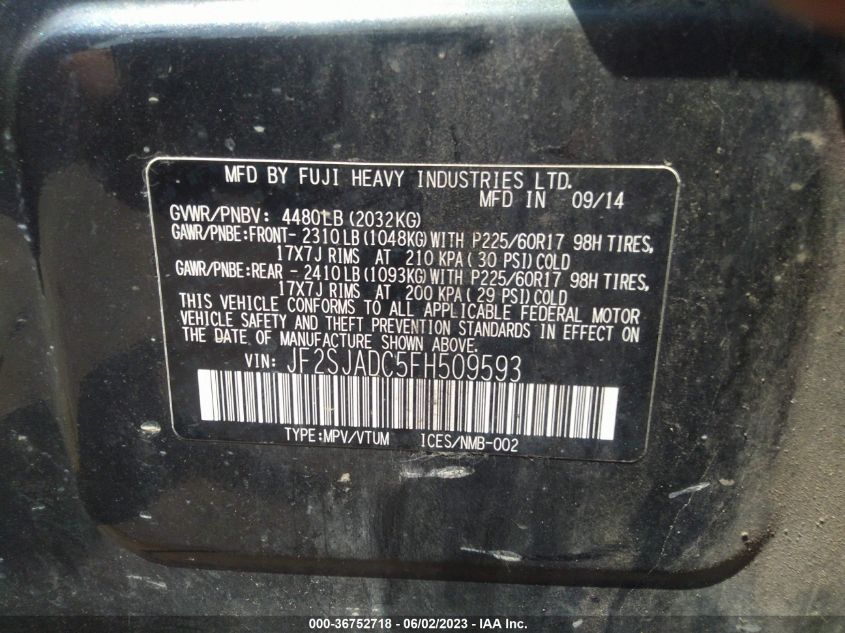 MFD BY FUJI HEAVY INDUSTRIES LTD.
MFD IN 09/14
GVWR/PNBV: 4480LB (2032KG)
GAWR/PNBE:FRONT- 2310 LB (1048KG) WITH P225/60R17 98H TIRES,
17X7J RIMS AT 210 KPA ( 30 PSI) COLD
GAWR/PNBE:REAR - 2410 LB (1093KG) WITH P225/60R17 98H TIRES,
17X7J RIMS AT 200 KPA ( 29 PSI) COLD
THIS VEHICLE CONFORMS TO ALL APPLICABLE FEDERAL MOTOR
VEHICLE SAFETY AND THEFT PREVENTION STANDARDS IN EFFECT ON
THE DATE OF MANUFACTURE SHOWN ABOVE.
VIN: JF2SJADC5FH509593
TYPE:MPV/VTUM ICES/NMB-002
000-36752718 - 06/02/2023 - IAA Inc.